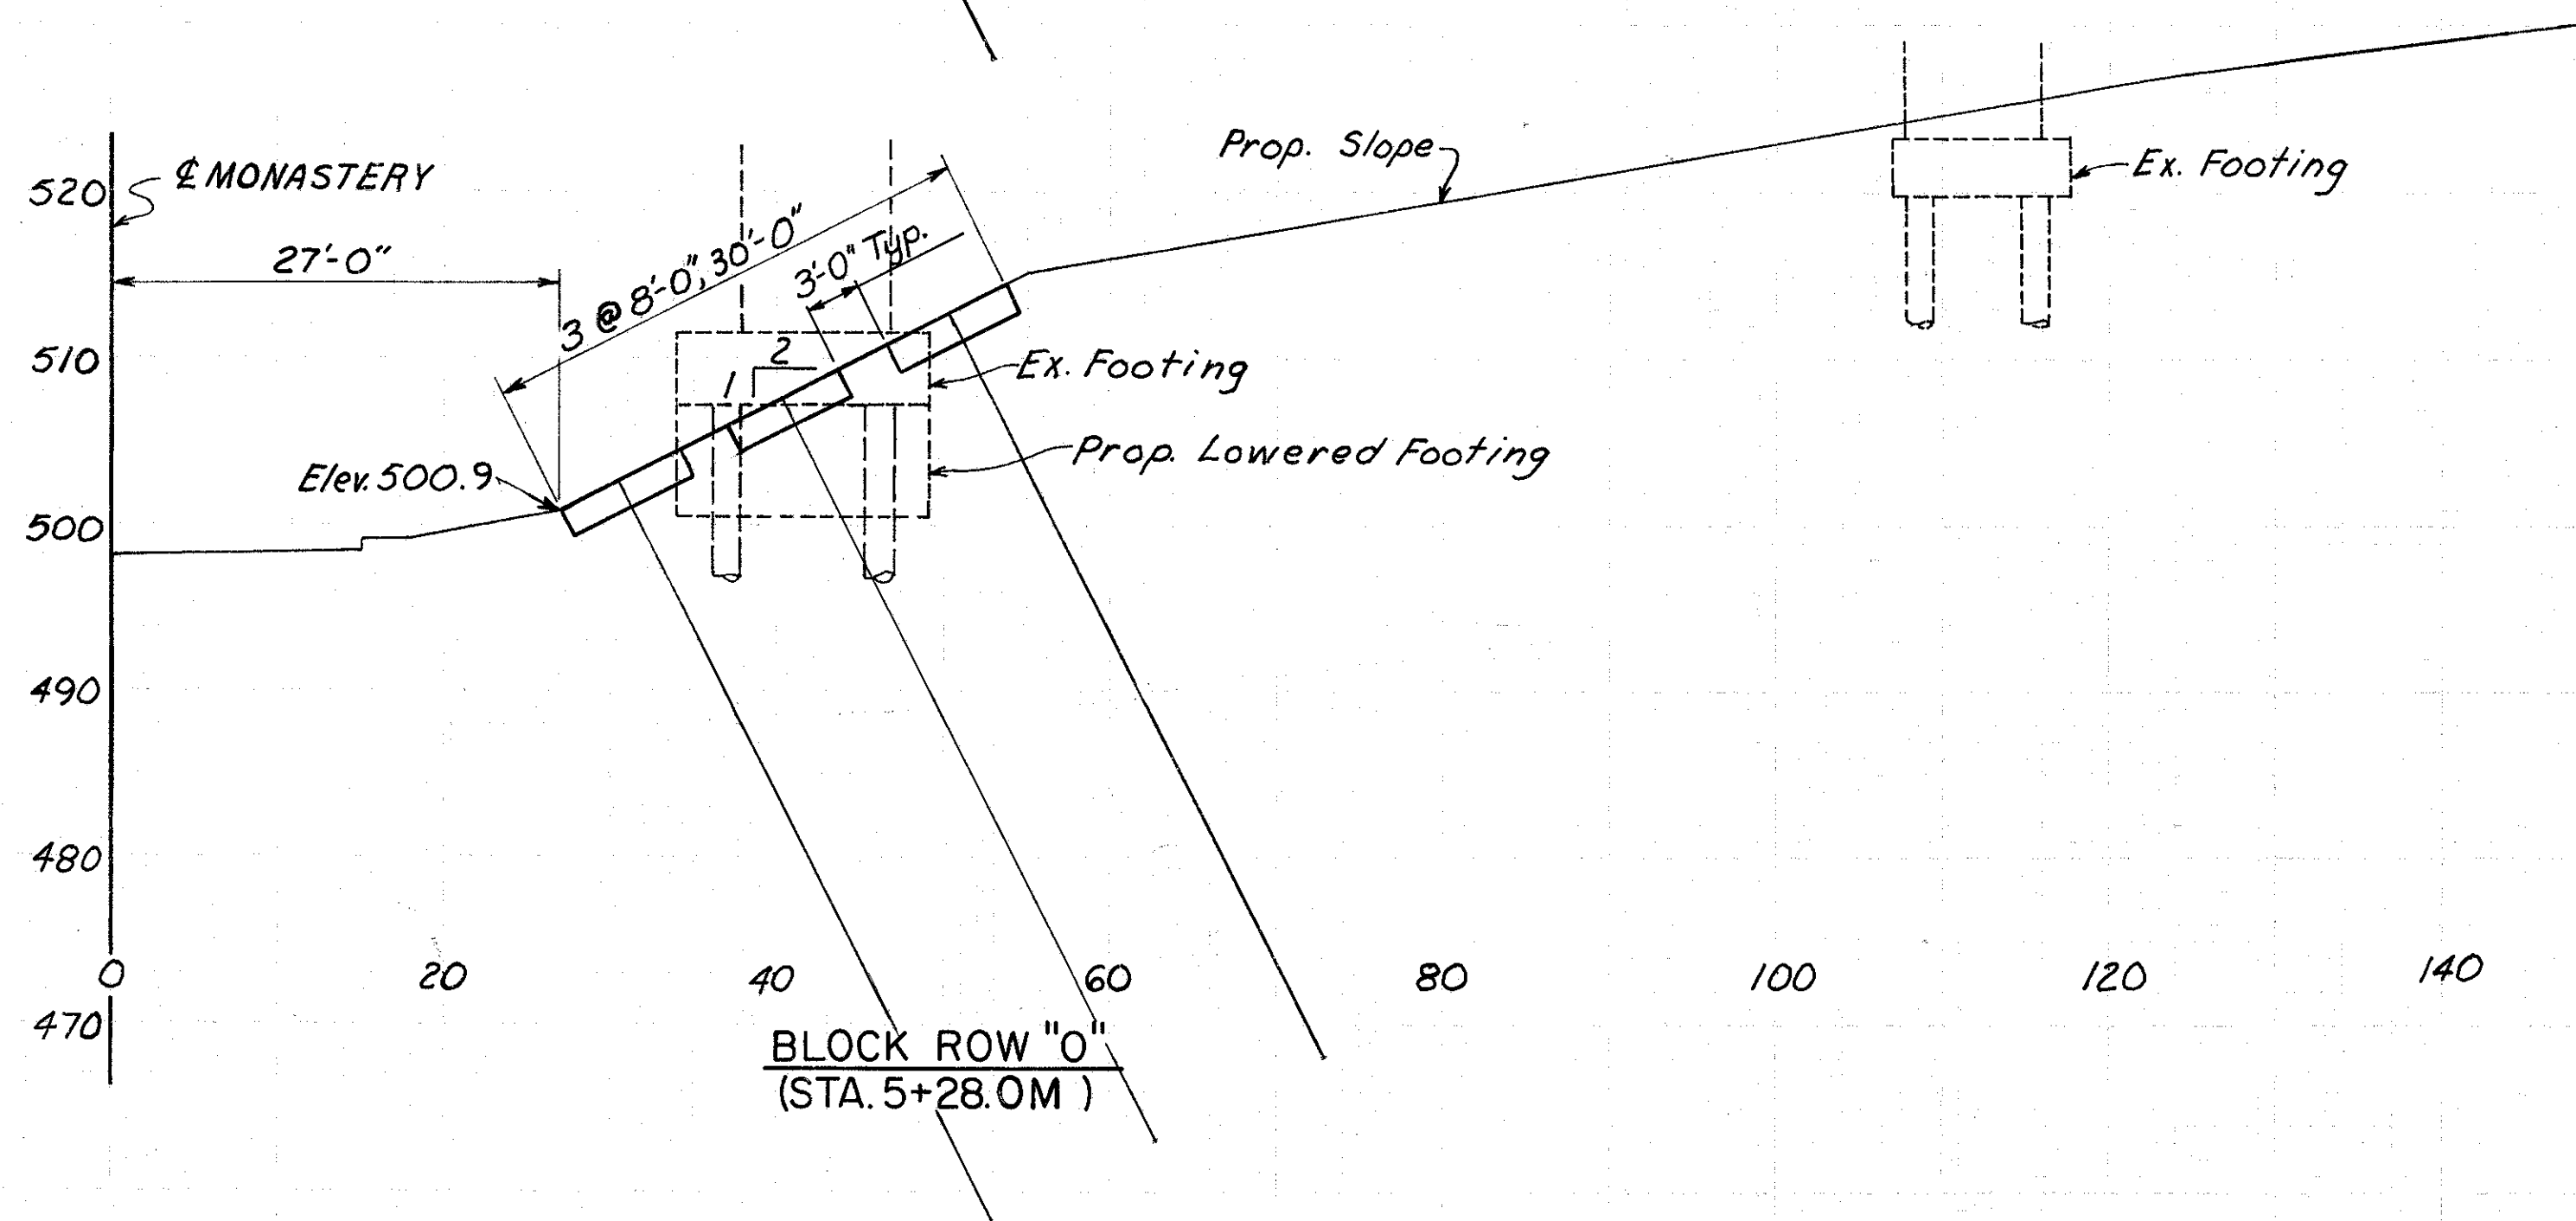 ℄ MONASTERY
520
27'-0"
3 @ 8'-0", 30'-0"
3'-0" Typ.
Prop. Slope
Ex. Footing
510
2
1
Ex. Footing
Prop. Lowered Footing
Elev. 500.9
500
490
480
0 20 40 60 80 100 120 140
470
BLOCK ROW "O"
(STA. 5+28.0M )